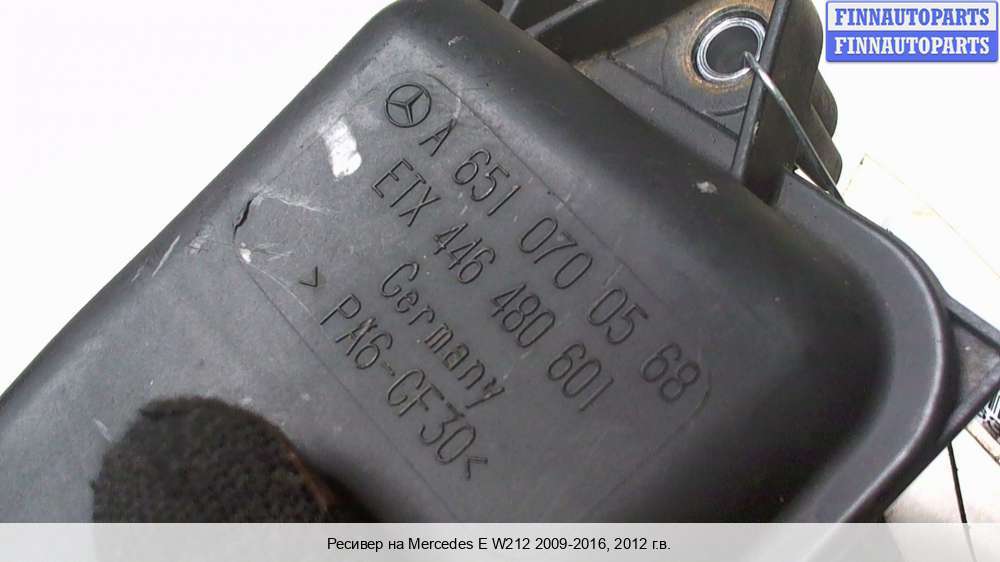 FINNAUTOPARTS
FINNAUTOPARTS
A 651 070 05 68
ETX 446 480 601
Germany
> PA6-GF30<
Ресивер на Mercedes E W212 2009-2016, 2012 г.в.